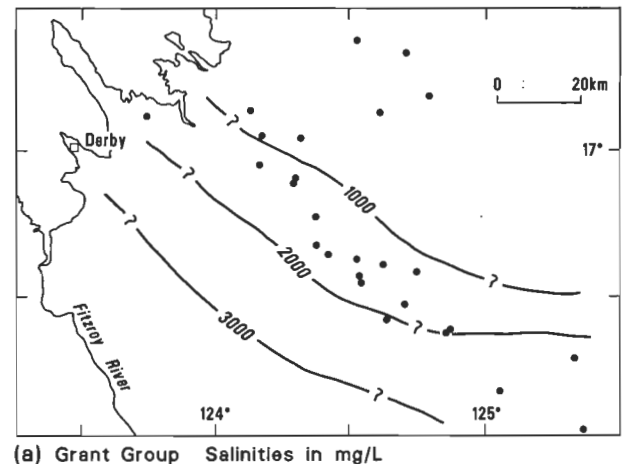 0 : 20km
Derby
17°
?
?
?
1000
2000
3000
?
?
?
Fitzroy River
124° 125°
(a) Grant Group Salinities in mg/L